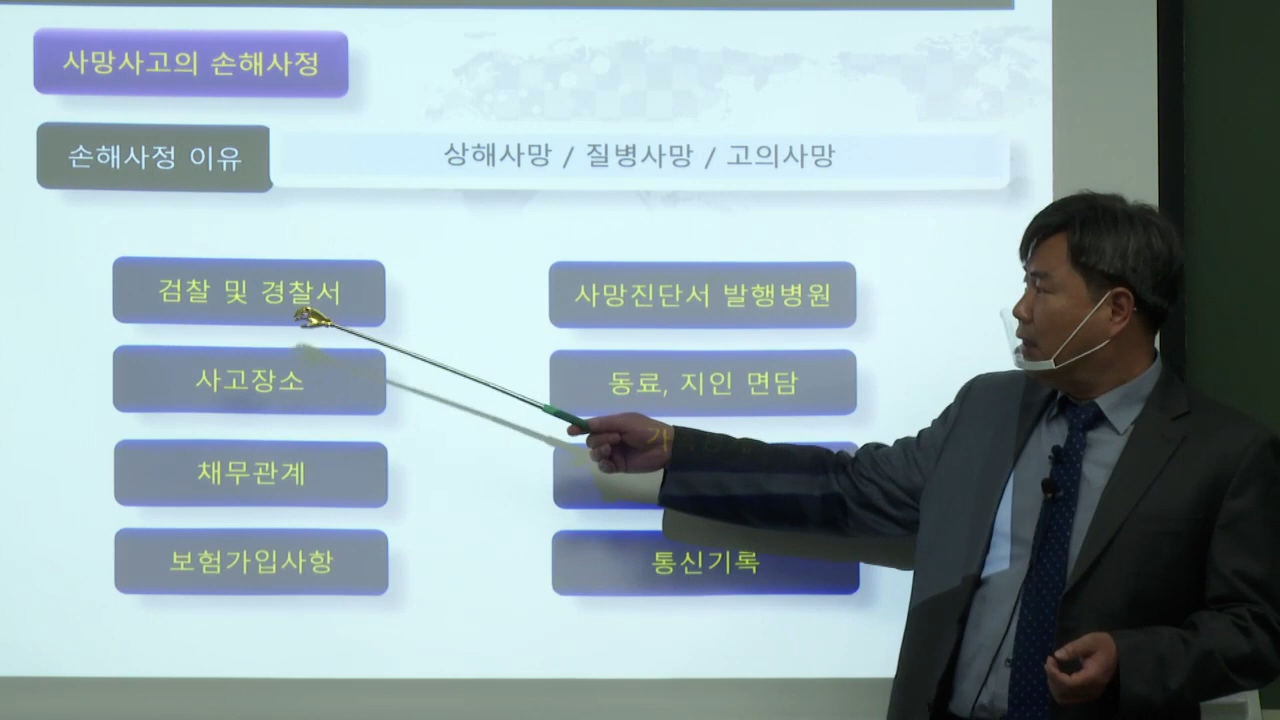 사망사고의 손해사정
손해사정 이유
상해사망 / 질병사망 / 고의사망
검찰 및 경찰서
사망진단서 발행병원
사고장소
동료, 지인 면담
채무관계
보험가입사항
통신기록